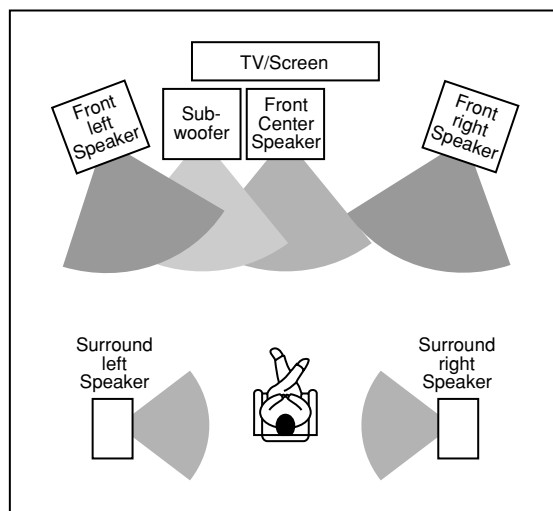 TV/Screen
Front
left
Speaker
Sub-
woofer
Front
Center
Speaker
Front
right
Speaker
Surround
left
Speaker
Surround
right
Speaker